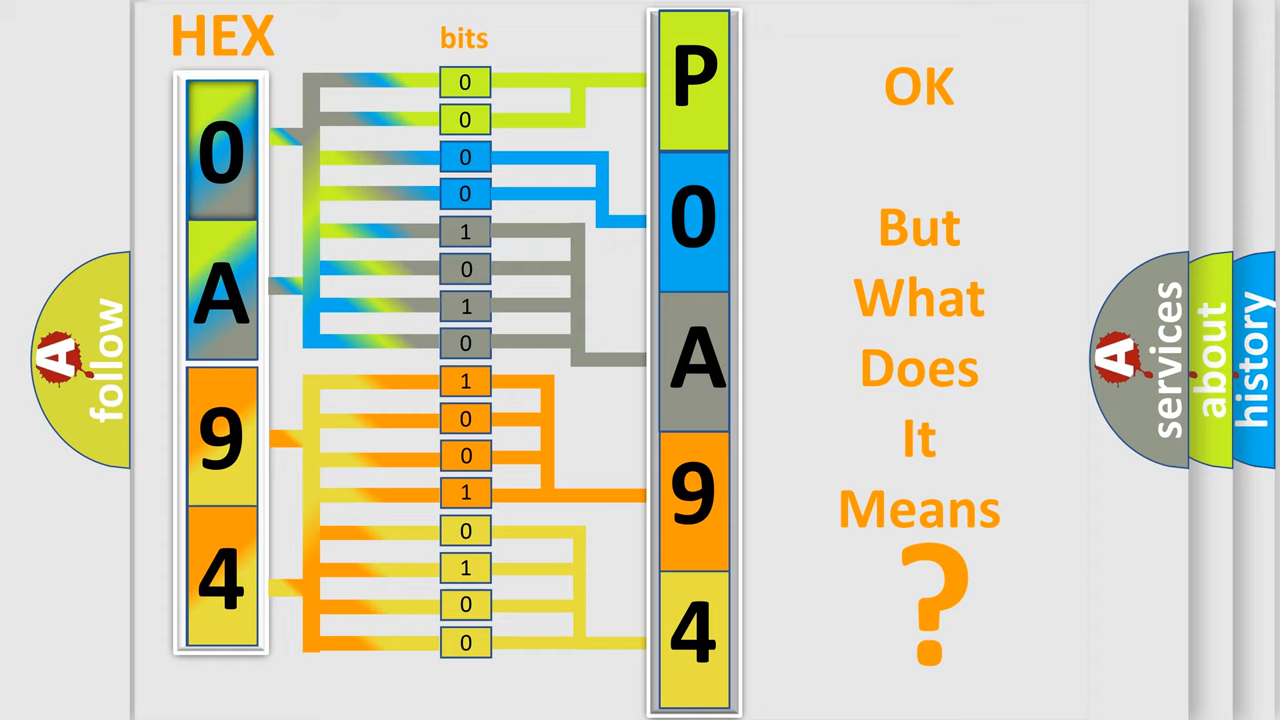 HEX
0
A
9
4
bits
0
0
0
0
1
0
1
0
1
0
0
1
0
1
0
0
P
0
A
9
4
OK
But
What
Does
It
Means
?
A
follow
A
services
about
history